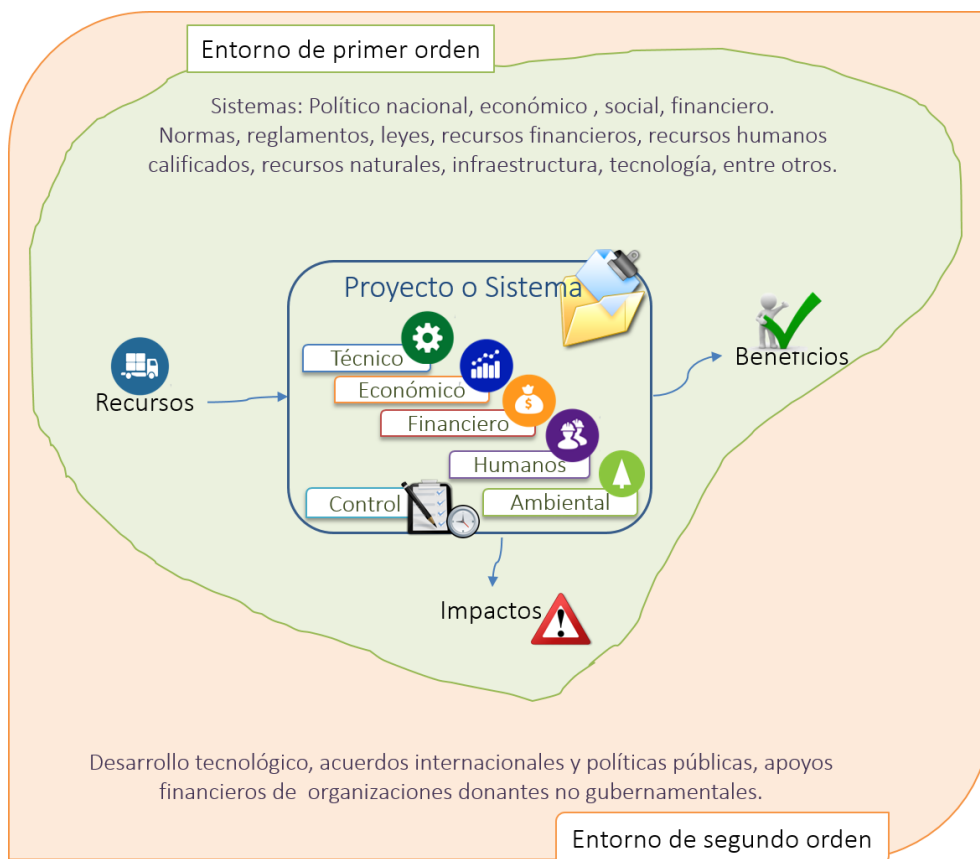 Entorno de primer orden
Sistemas: Político nacional, económico , social, financiero.
Normas, reglamentos, leyes, recursos financieros, recursos humanos
calificados, recursos naturales, infraestructura, tecnología, entre otros.
Proyecto o Sistema
Técnico
Económico
Financiero
Humanos
Control
Ambiental
Recursos
Beneficios
Impactos
Desarrollo tecnológico, acuerdos internacionales y políticas públicas, apoyos
financieros de organizaciones donantes no gubernamentales.
Entorno de segundo orden